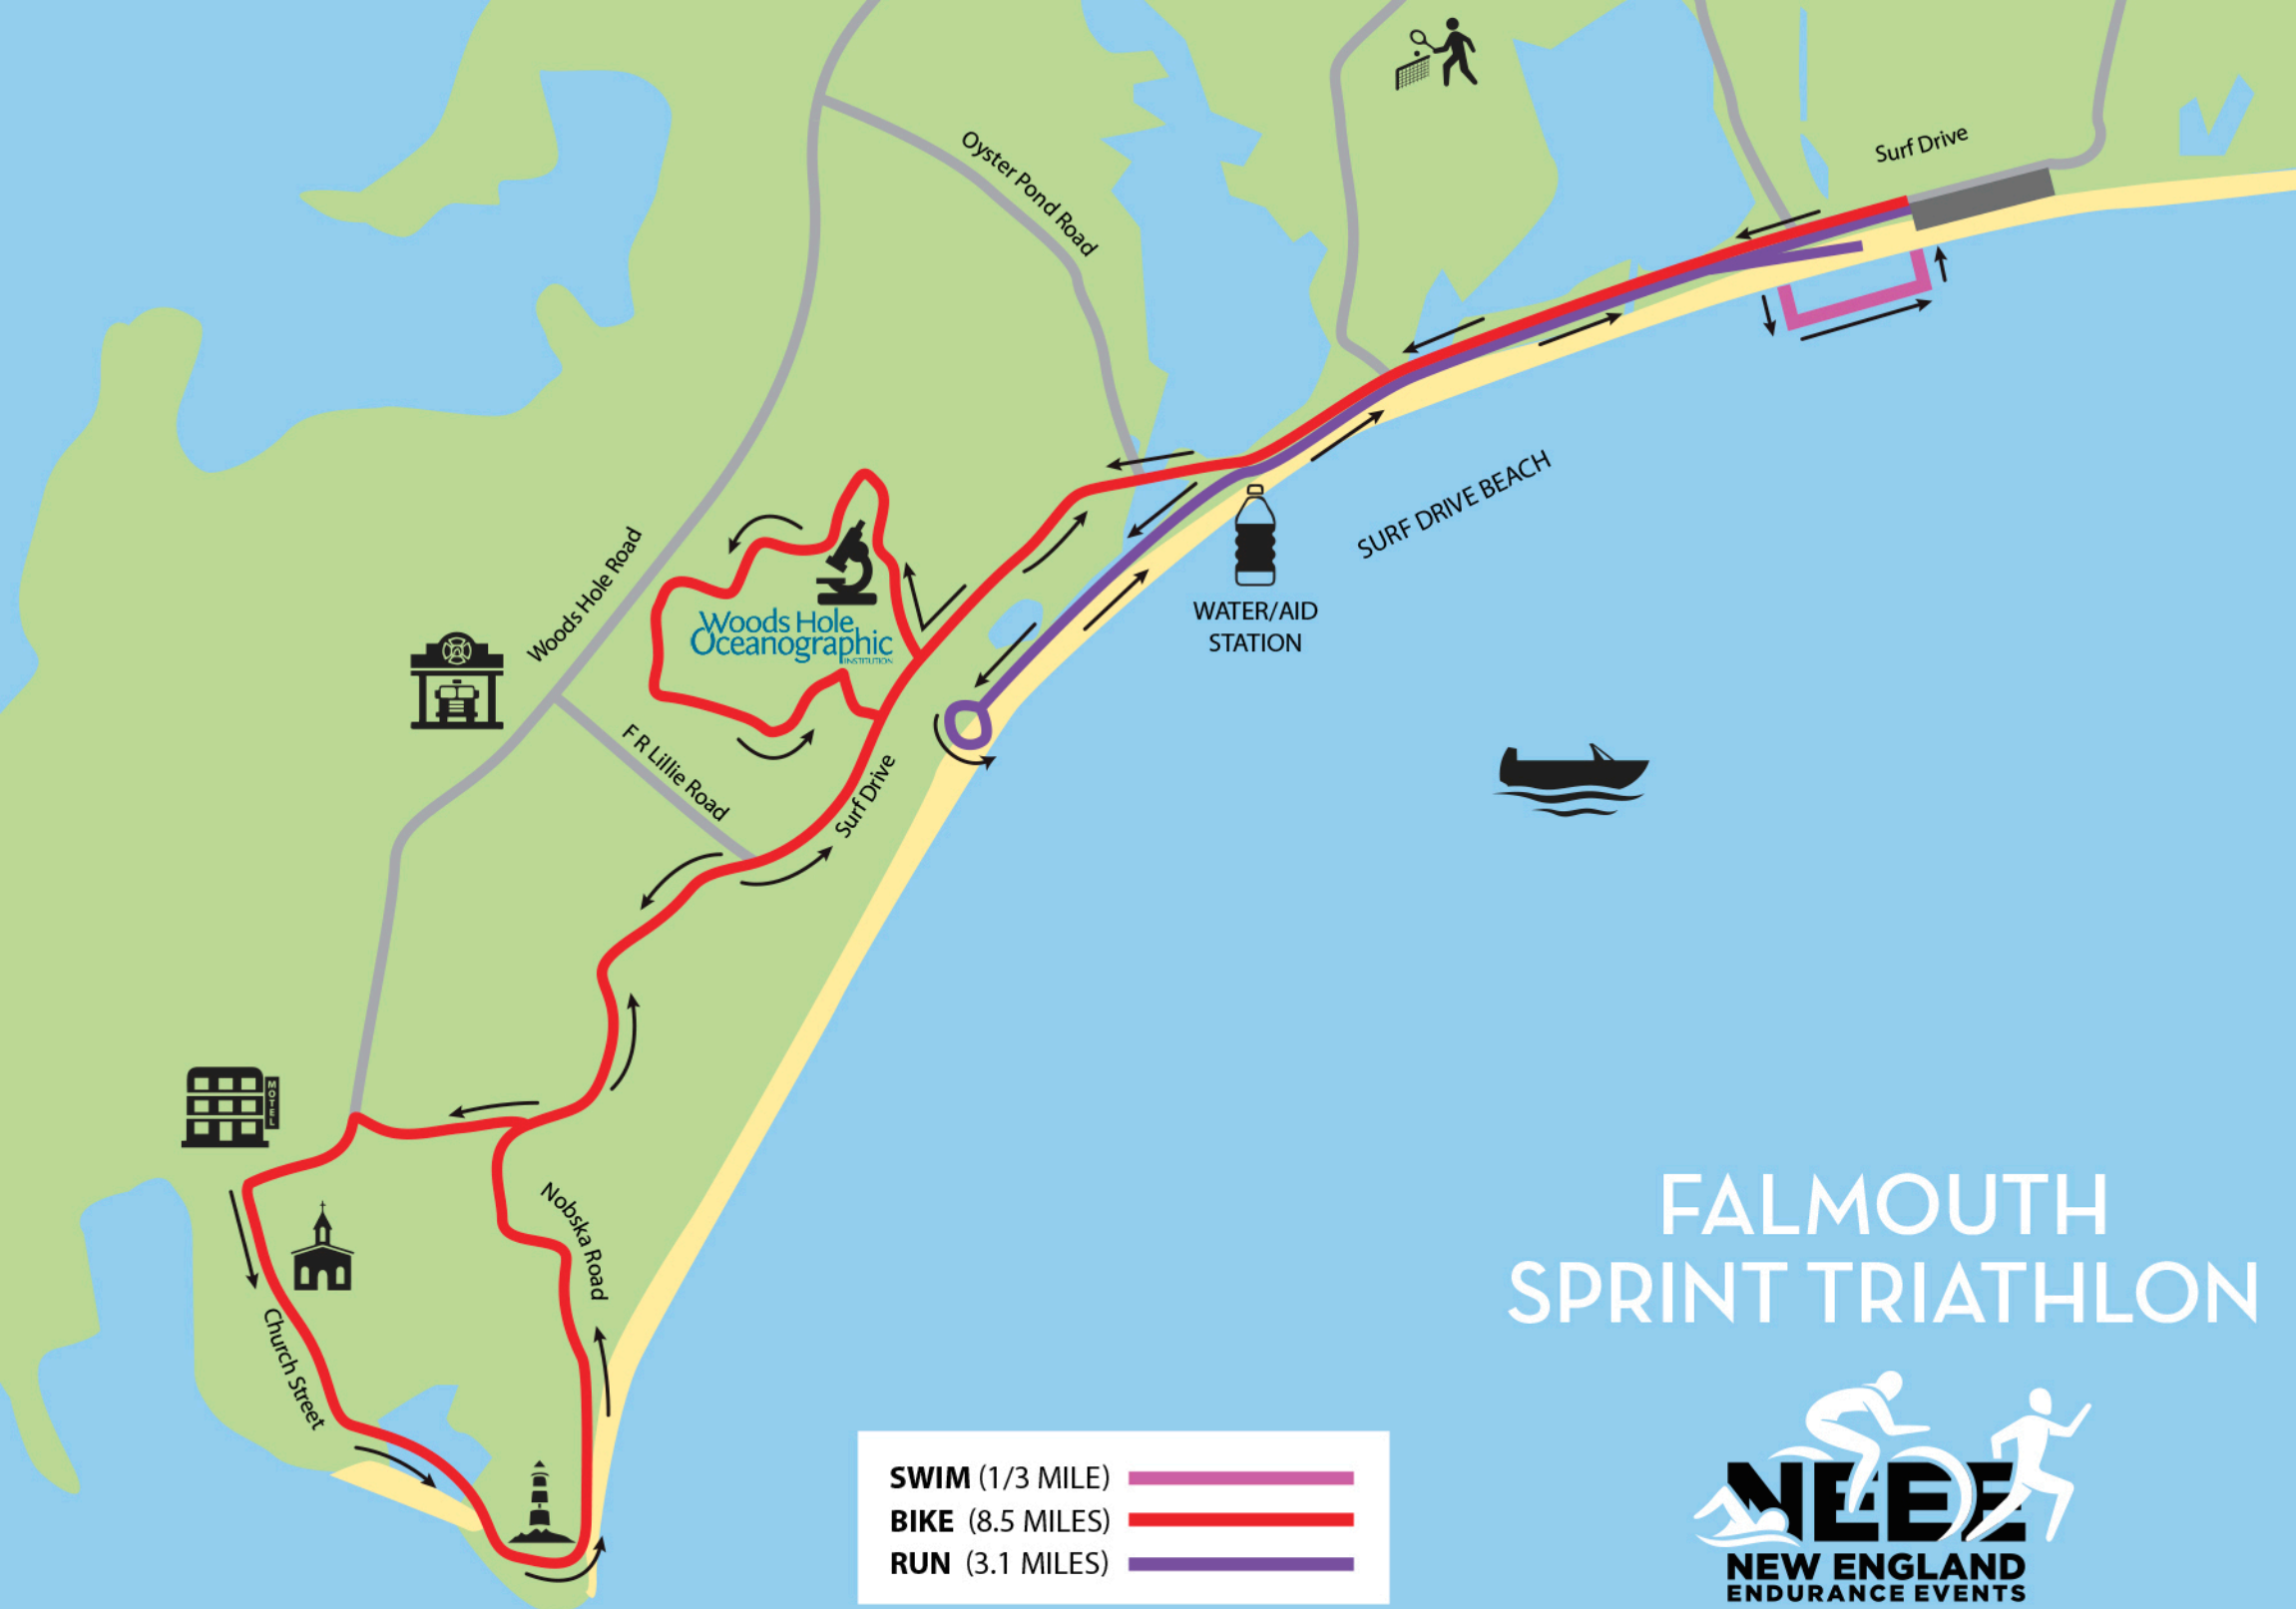 Oyster Pond Road
Surf Drive
SURF DRIVE BEACH
Woods Hole Road
Woods Hole
Oceanographic
INSTITUTION
WATER/AID
STATION
F R Lillie Road
Surf Drive
MOTEL
Nobska Road
Church Street
FALMOUTH
SPRINT TRIATHLON
SWIM (1/3 MILE)
BIKE (8.5 MILES)
RUN (3.1 MILES)
NEEE
NEW ENGLAND
ENDURANCE EVENTS